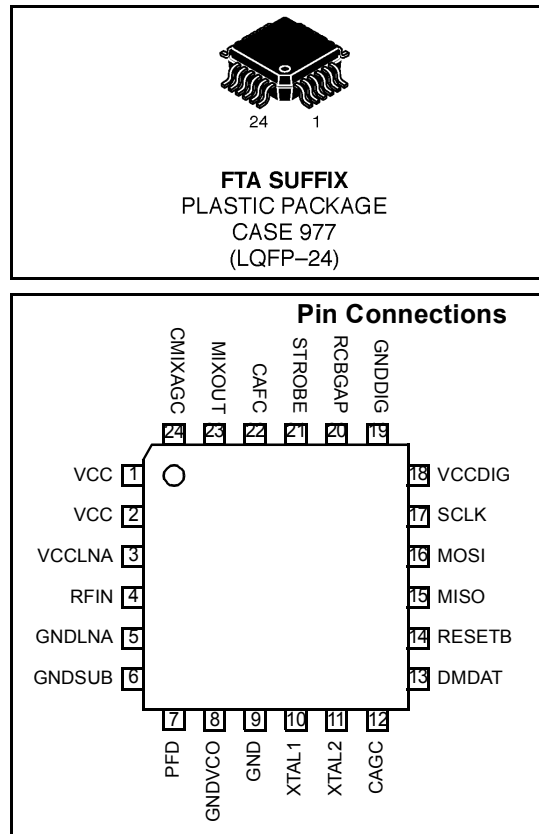 24 1
FTA SUFFIX
PLASTIC PACKAGE
CASE 977
(LQFP–24)
Pin Connections
CMIXAGC MIXOUT CAFC STROBE RCBGAP GNDDIG
24 23 22 21 20 19
VCC 1 18 VCCDIG
VCC 2 17 SCLK
VCCLNA 3 16 MOSI
RFIN 4 15 MISO
GNDLNA 5 14 RESETB
GNDSUB 6 13 DMDAT
7 8 9 10 11 12
PFD GNDVCO GND XTAL1 XTAL2 CAGC